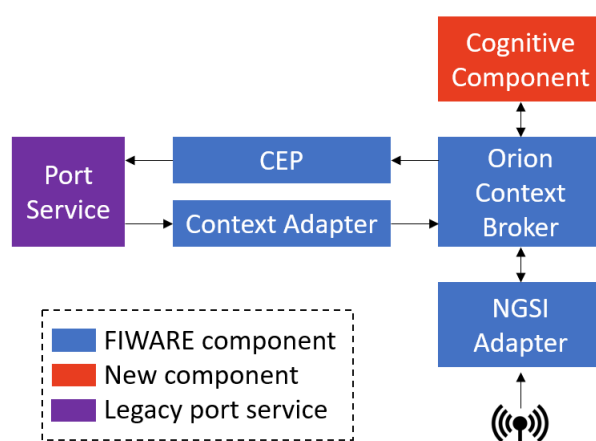 Cognitive
Component
CEP
Port
Service
Orion
Context
Broker
Context Adapter
NGSI
Adapter
FIWARE component
New component
Legacy port service